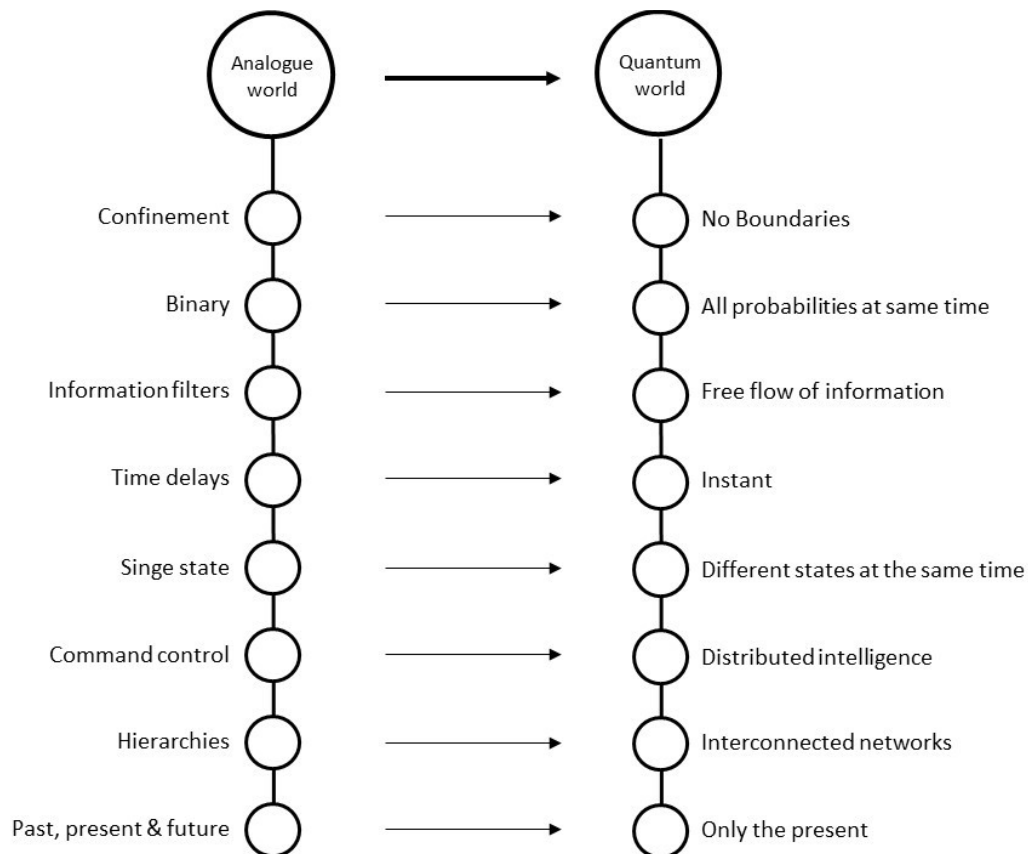 Analogue
world
Quantum
world
Confinement
No Boundaries
Binary
All probabilities at same time
Information filters
Free flow of information
Time delays
Instant
Singe state
Different states at the same time
Command control
Distributed intelligence
Hierarchies
Interconnected networks
Past, present & future
Only the present